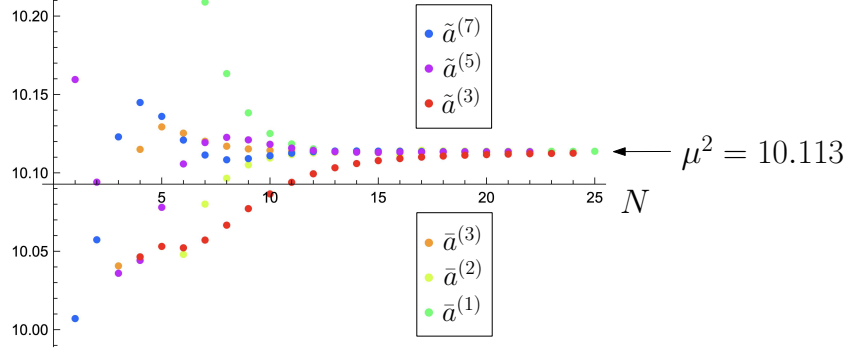 10.20
ã^(7)
ã^(5)
ã^(3)
10.15
μ² = 10.113
10.10
5 10 15 20 25
N
10.05
ā^(3)
ā^(2)
ā^(1)
10.00